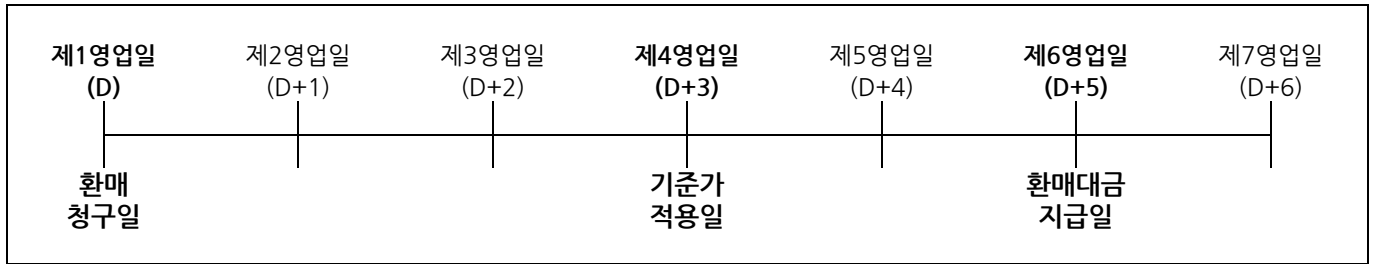 제1영업일 제2영업일 제3영업일 제4영업일 제5영업일 제6영업일 제7영업일
(D) (D+1) (D+2) (D+3) (D+4) (D+5) (D+6)
환매 기준가 환매대금
청구일 적용일 지급일